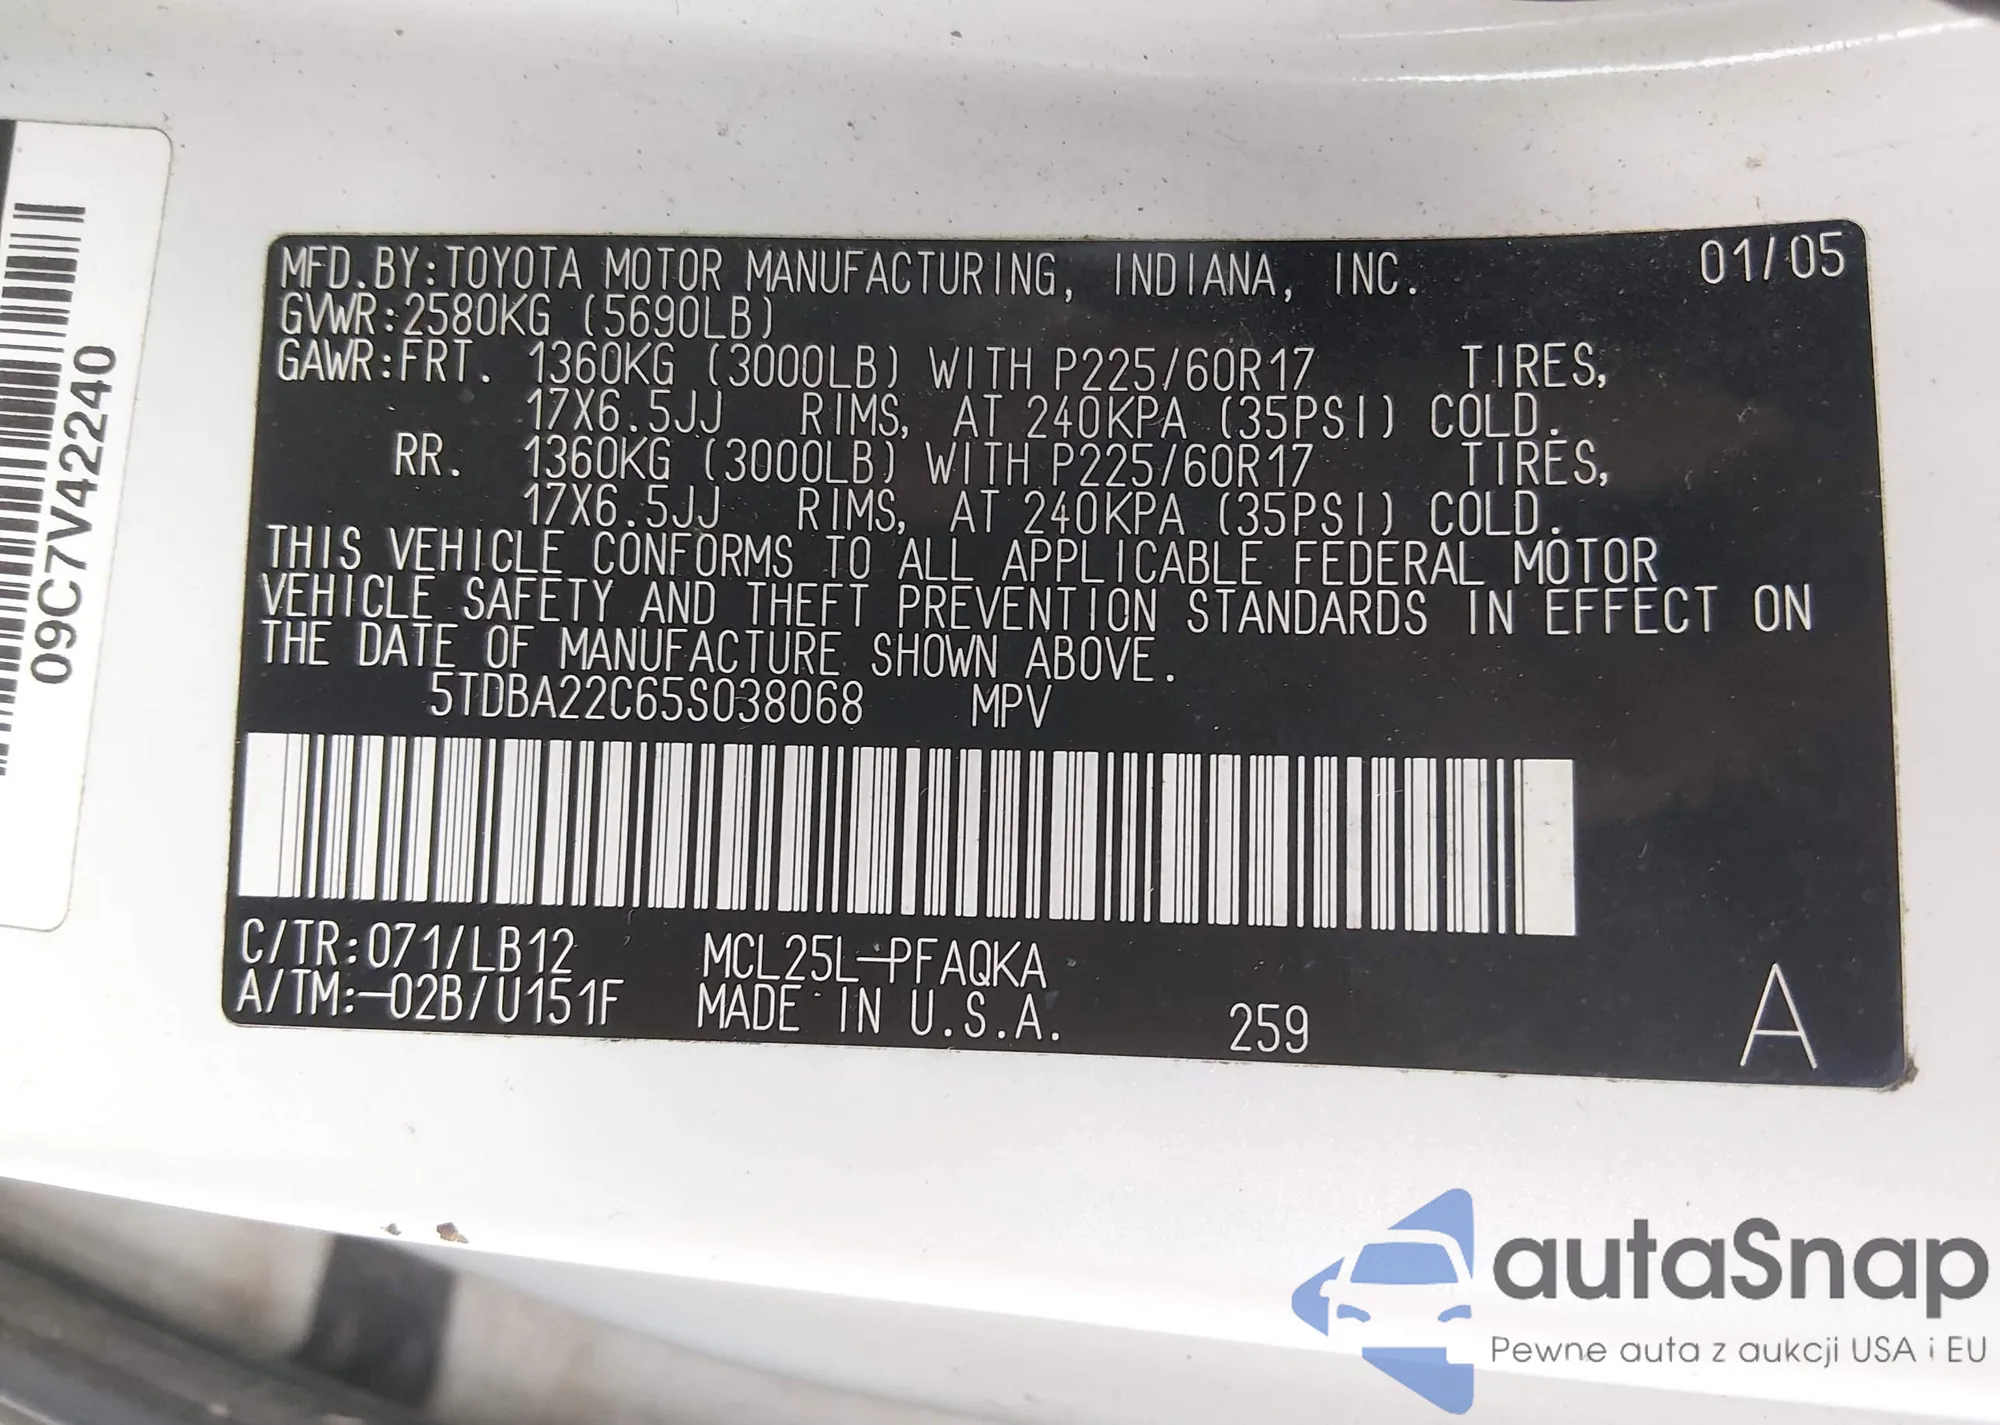 09C7V42240
MFD.BY:TOYOTA MOTOR MANUFACTURING, INDIANA, INC. 01/05
GVWR:2580KG (5690LB)
GAWR:FRT. 1360KG (3000LB) WITH P225/60R17 TIRES,
17X6.5JJ RIMS, AT 240KPA (35PSI) COLD.
RR. 1360KG (3000LB) WITH P225/60R17 TIRES,
17X6.5JJ RIMS, AT 240KPA (35PSI) COLD.
THIS VEHICLE CONFORMS TO ALL APPLICABLE FEDERAL MOTOR
VEHICLE SAFETY AND THEFT PREVENTION STANDARDS IN EFFECT ON
THE DATE OF MANUFACTURE SHOWN ABOVE.
5TDBA22C65S038068 MPV
C/TR:071/LB12 MCL25L-PFAQKA
A/TM:-02B/U151F MADE IN U.S.A. 259 A
autaSnap
Pewne auta z aukcji USA i EU